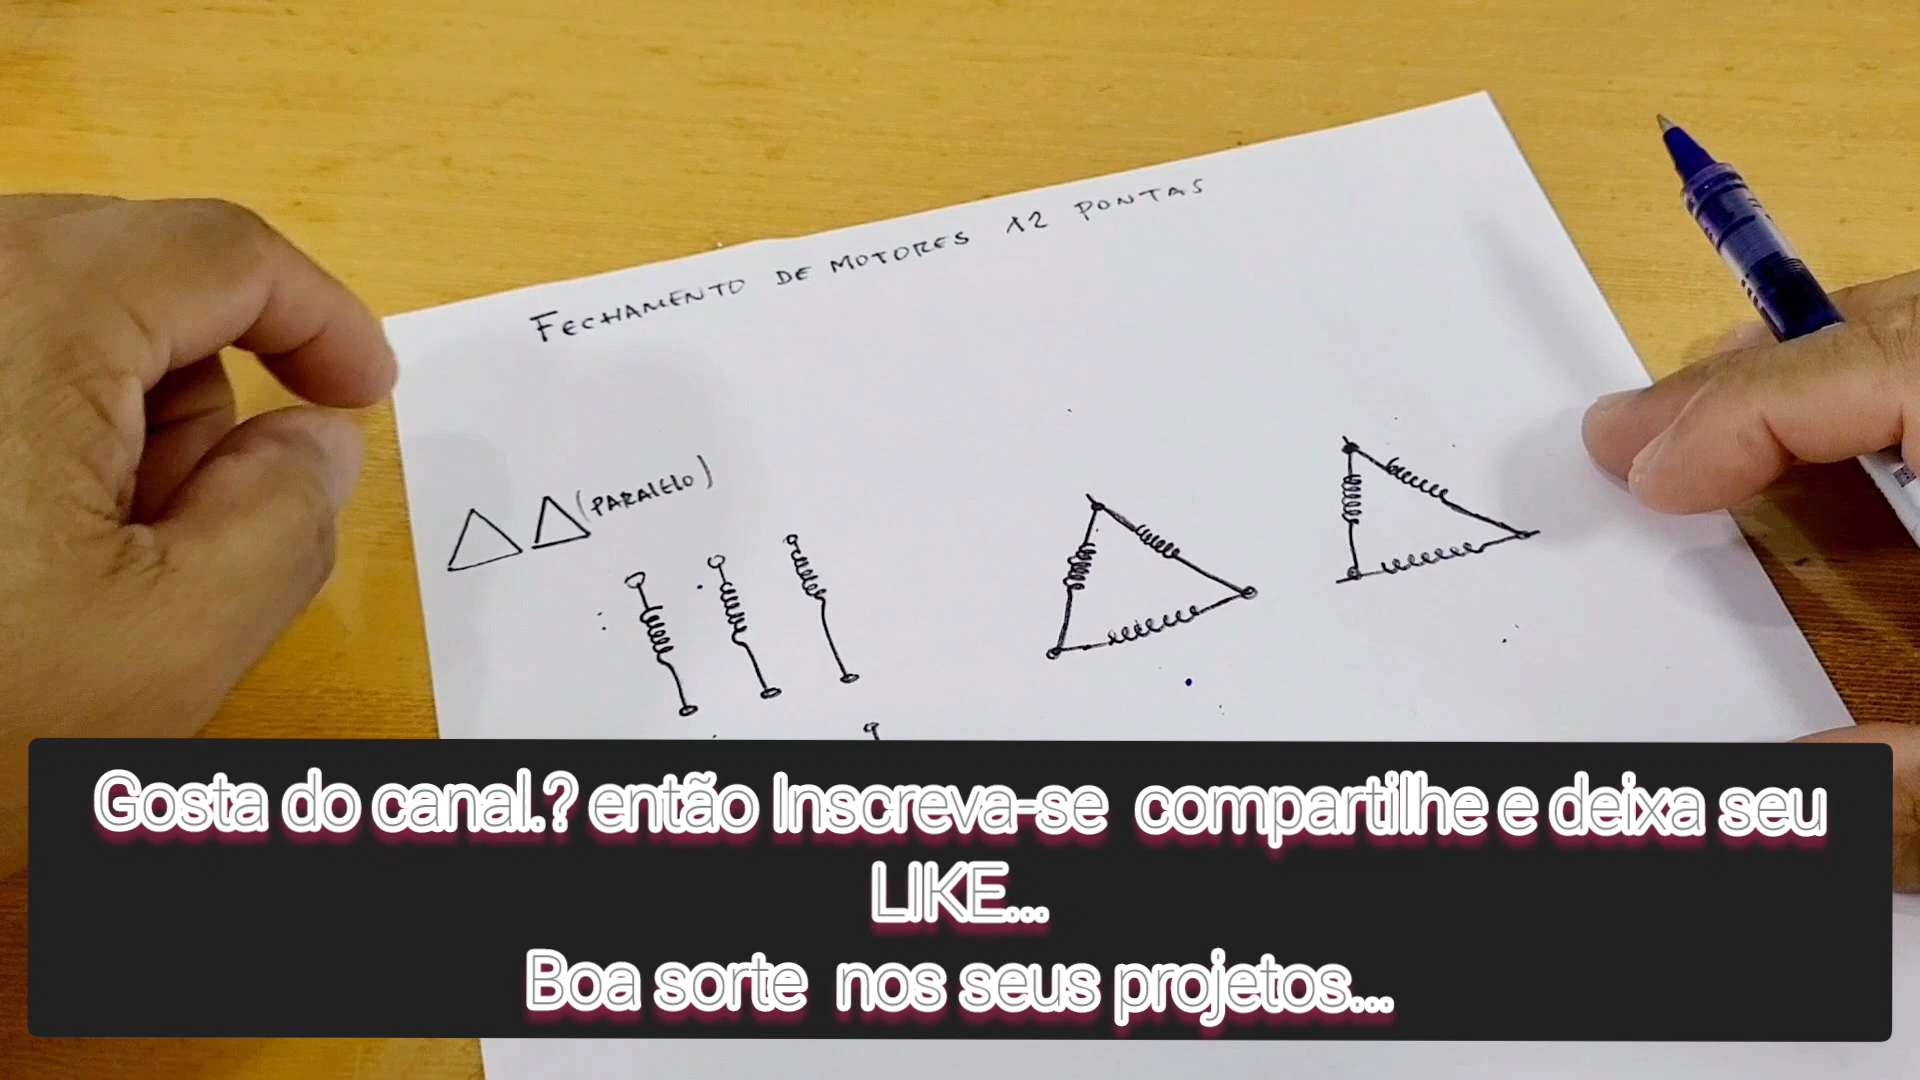 FECHAMENTO DE MOTORES 12 PONTAS
(PARALELO)
Gosta do canal.? então Inscreva-se compartilhe e deixa seu
LIKE...
Boa sorte nos seus projetos...